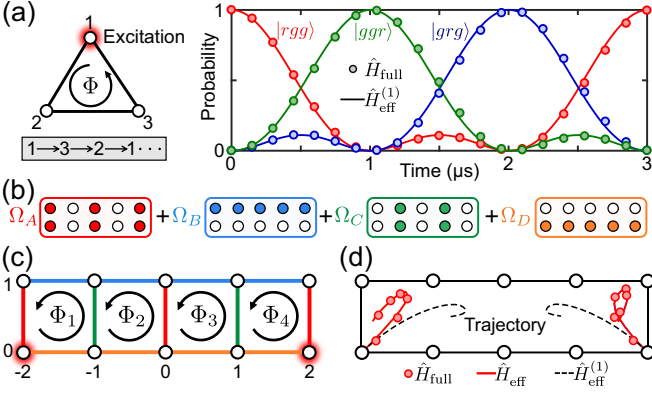 (a)
1
Excitation
Φ
2
3
1→3→2→1···
Probability
1
0
|rgg⟩
|ggr⟩
|grg⟩
Ĥfull
Ĥeff(1)
0
1
2
3
Time (μs)
(b)
ΩA + ΩB + ΩC + ΩD
(c)
1
0
Φ1
Φ2
Φ3
Φ4
-2
-1
0
1
2
(d)
Trajectory
Ĥfull
Ĥeff
Ĥeff(1)